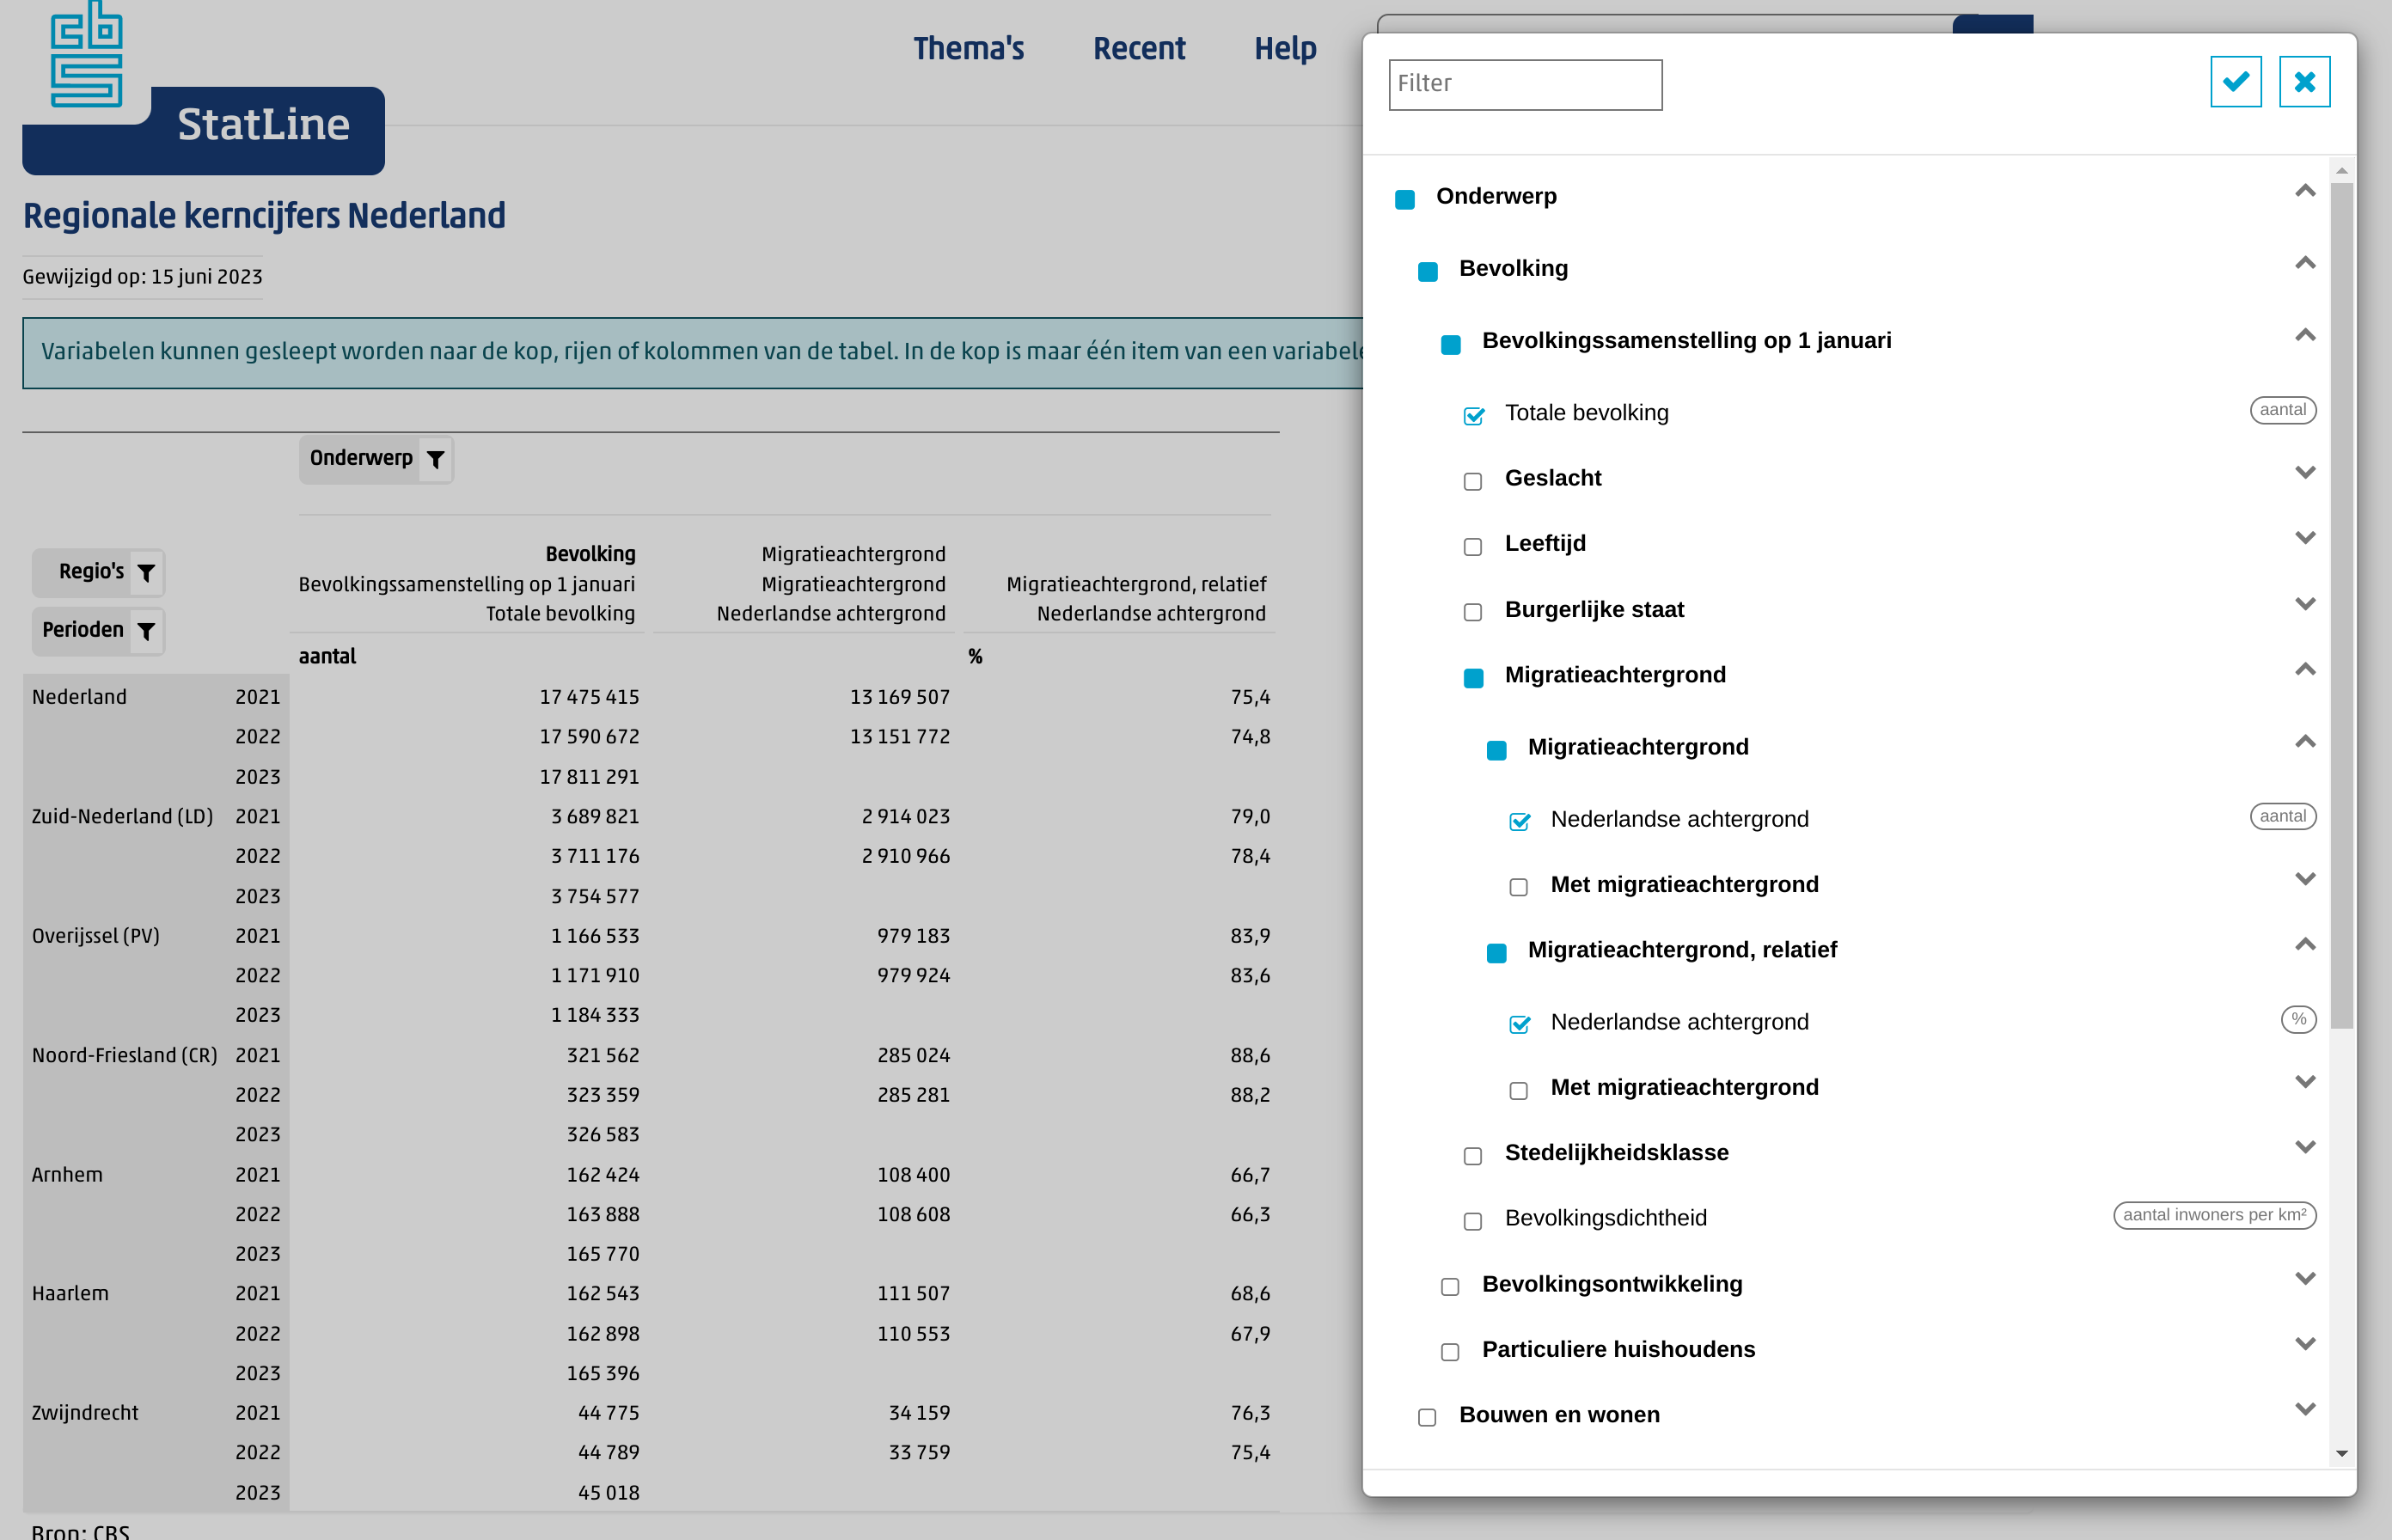 cbs
StatLine
Thema's Recent Help
Regionale kerncijfers Nederland
Gewijzigd op: 15 juni 2023
Variabelen kunnen gesleept worden naar de kop, rijen of kolommen van de tabel. In de kop is maar één item van een variabele
Onderwerp
Regio's
Perioden
Bevolking Migratieachtergrond
Bevolkingssamenstelling op 1 januari Migratieachtergrond Migratieachtergrond, relatief
Totale bevolking Nederlandse achtergrond Nederlandse achtergrond
aantal %
Nederland 2021 17 475 415 13 169 507 75,4
2022 17 590 672 13 151 772 74,8
2023 17 811 291
Zuid-Nederland (LD) 2021 3 689 821 2 914 023 79,0
2022 3 711 176 2 910 966 78,4
2023 3 754 577
Overijssel (PV) 2021 1 166 533 979 183 83,9
2022 1 171 910 979 924 83,6
2023 1 184 333
Noord-Friesland (CR) 2021 321 562 285 024 88,6
2022 323 359 285 281 88,2
2023 326 583
Arnhem 2021 162 424 108 400 66,7
2022 163 888 108 608 66,3
2023 165 770
Haarlem 2021 162 543 111 507 68,6
2022 162 898 110 553 67,9
2023 165 396
Zwijndrecht 2021 44 775 34 159 76,3
2022 44 789 33 759 75,4
2023 45 018
Bron: CBS
Filter
Onderwerp
Bevolking
Bevolkingssamenstelling op 1 januari
Totale bevolking aantal
Geslacht
Leeftijd
Burgerlijke staat
Migratieachtergrond
Migratieachtergrond
Nederlandse achtergrond aantal
Met migratieachtergrond
Migratieachtergrond, relatief
Nederlandse achtergrond %
Met migratieachtergrond
Stedelijkheidsklasse
Bevolkingsdichtheid aantal inwoners per km²
Bevolkingsontwikkeling
Particuliere huishoudens
Bouwen en wonen